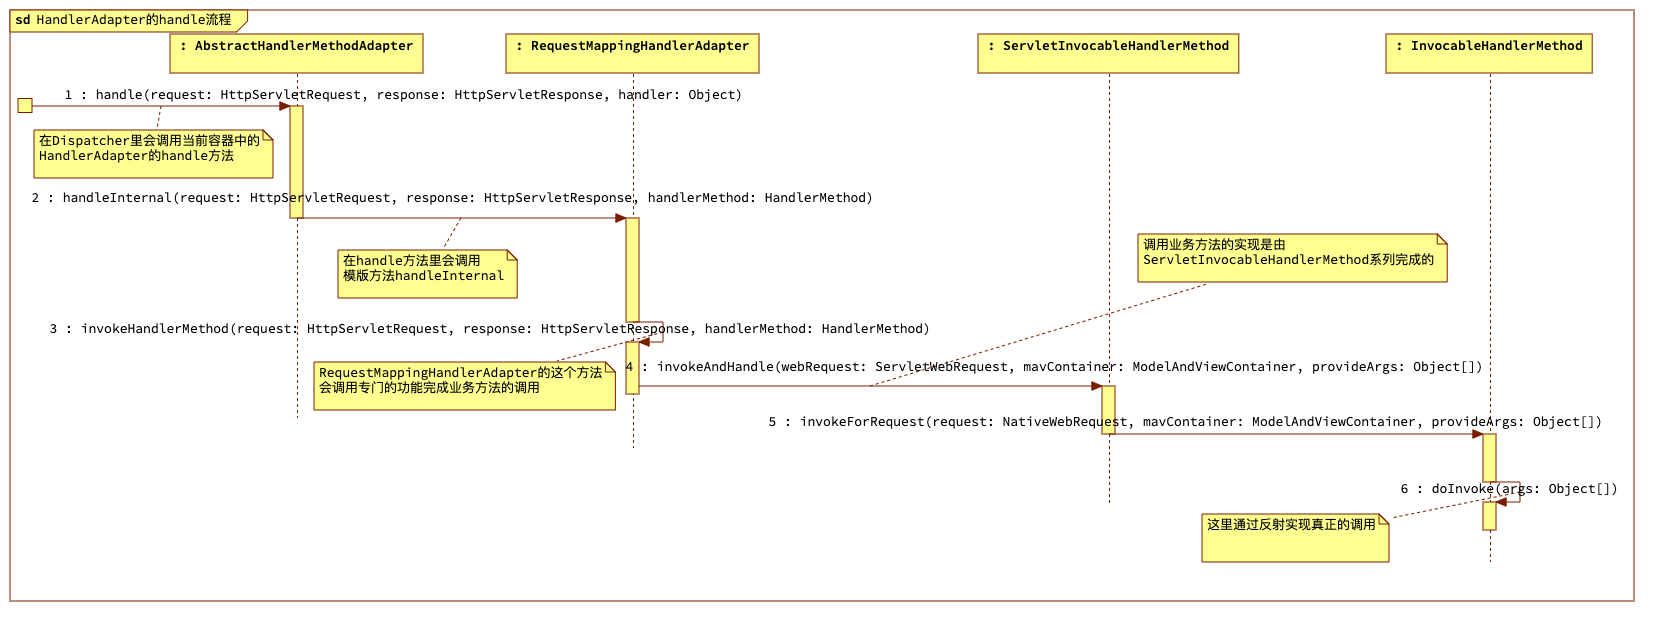 sd HandlerAdapter的handle流程
: AbstractHandlerMethodAdapter
: RequestMappingHandlerAdapter
: ServletInvocableHandlerMethod
: InvocableHandlerMethod
1 : handle(request: HttpServletRequest, response: HttpServletResponse, handler: Object)
在Dispatcher里会调用当前容器中的
HandlerAdapter的handle方法
2 : handleInternal(request: HttpServletRequest, response: HttpServletResponse, handlerMethod: HandlerMethod)
在handle方法里会调用
模版方法handleInternal
调用业务方法的实现是由
ServletInvocableHandlerMethod系列完成的
3 : invokeHandlerMethod(request: HttpServletRequest, response: HttpServletResponse, handlerMethod: HandlerMethod)
RequestMappingHandlerAdapter的这个方法
会调用专门的功能完成业务方法的调用
4 : invokeAndHandle(webRequest: ServletWebRequest, mavContainer: ModelAndViewContainer, provideArgs: Object[])
5 : invokeForRequest(request: NativeWebRequest, mavContainer: ModelAndViewContainer, provideArgs: Object[])
6 : doInvoke(args: Object[])
这里通过反射实现真正的调用